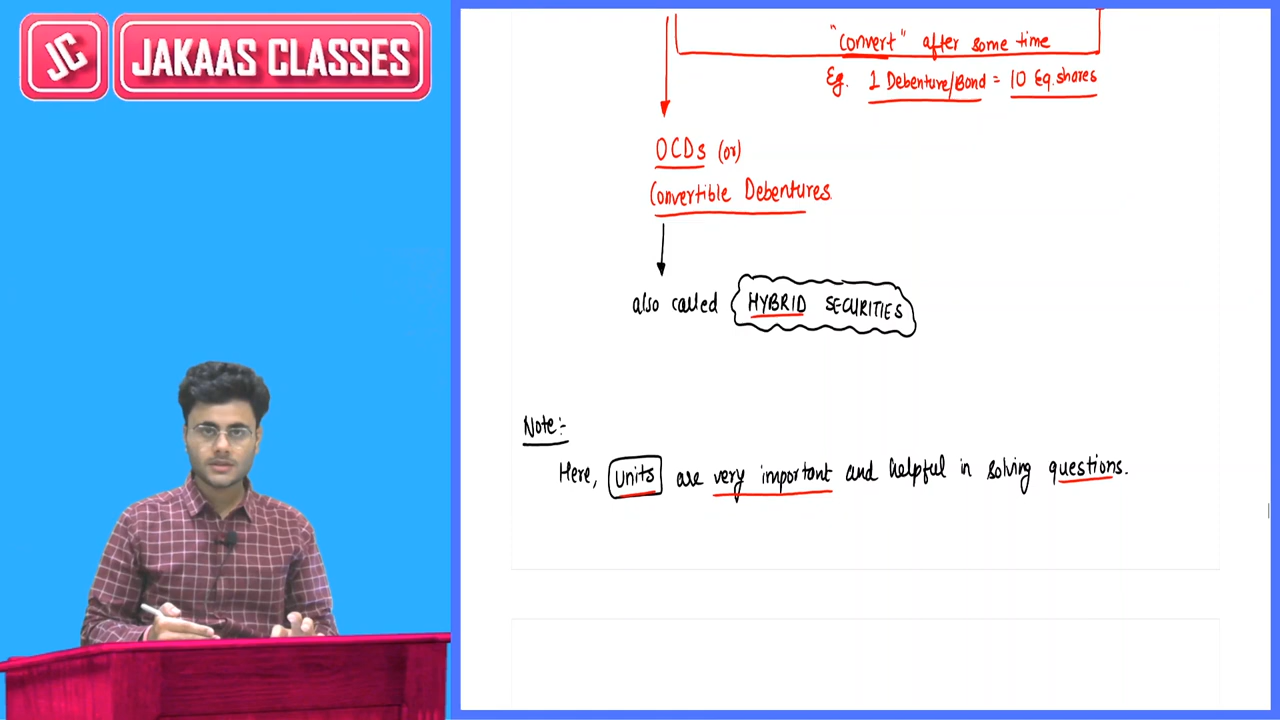 JC JAKAAS CLASSES
"convert" after some time
Eg. 1 Debenture/Bond = 10 Eq. shares
OCDs (or)
Convertible Debentures.
also called HYBRID SECURITIES
Note:-
Here, units are very important and helpful in solving questions.